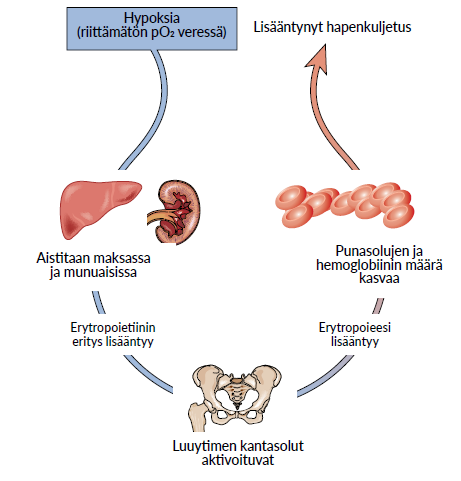 Hypoksia
(riittämätön pO₂ veressä)
Lisääntynyt hapenkuljetus
Aistitaan maksassa
ja munuaisissa
Punasolujen ja
hemoglobiinin määrä
kasvaa
Erytropoietiinin
eritys lisääntyy
Erytropoieesi
lisääntyy
Luuytimen kantasolut
aktivoituvat